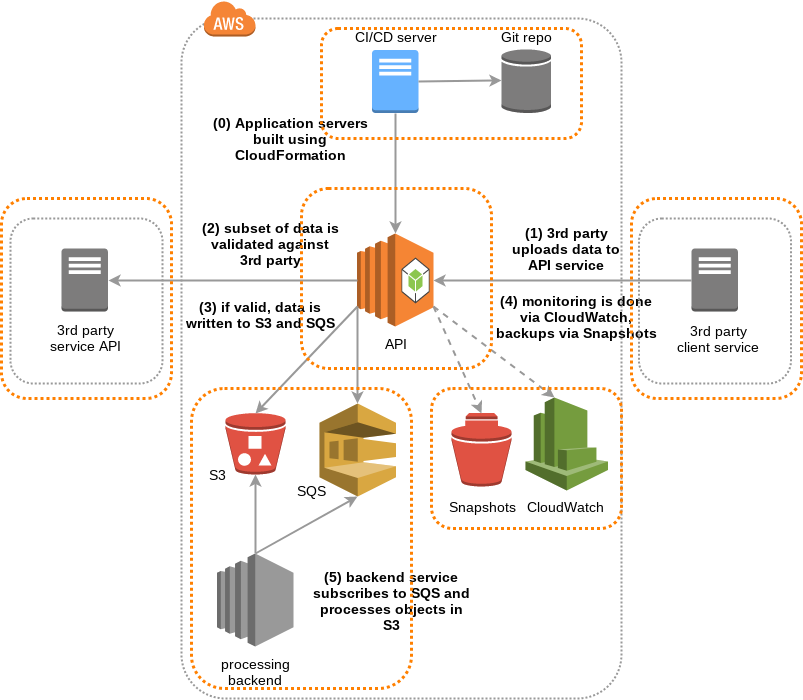 AWS
CI/CD server
Git repo
(0) Application servers
built using
CloudFormation
(2) subset of data is
validated against
3rd party
(1) 3rd party
uploads data to
API service
(3) if valid, data is
written to S3 and SQS
(4) monitoring is done
via CloudWatch,
backups via Snapshots
3rd party
service API
API
3rd party
client service
S3
SQS
Snapshots
CloudWatch
(5) backend service
subscribes to SQS and
processes objects in
S3
processing
backend